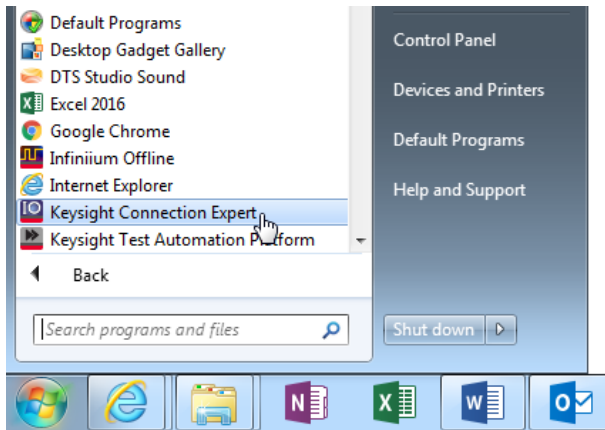 Default Programs
Desktop Gadget Gallery
DTS Studio Sound
Excel 2016
Google Chrome
Infiniium Offline
Internet Explorer
IO Keysight Connection Expert
Keysight Test Automation Platform
Back
Search programs and files
Control Panel
Devices and Printers
Default Programs
Help and Support
Shut down
N
X
W
O